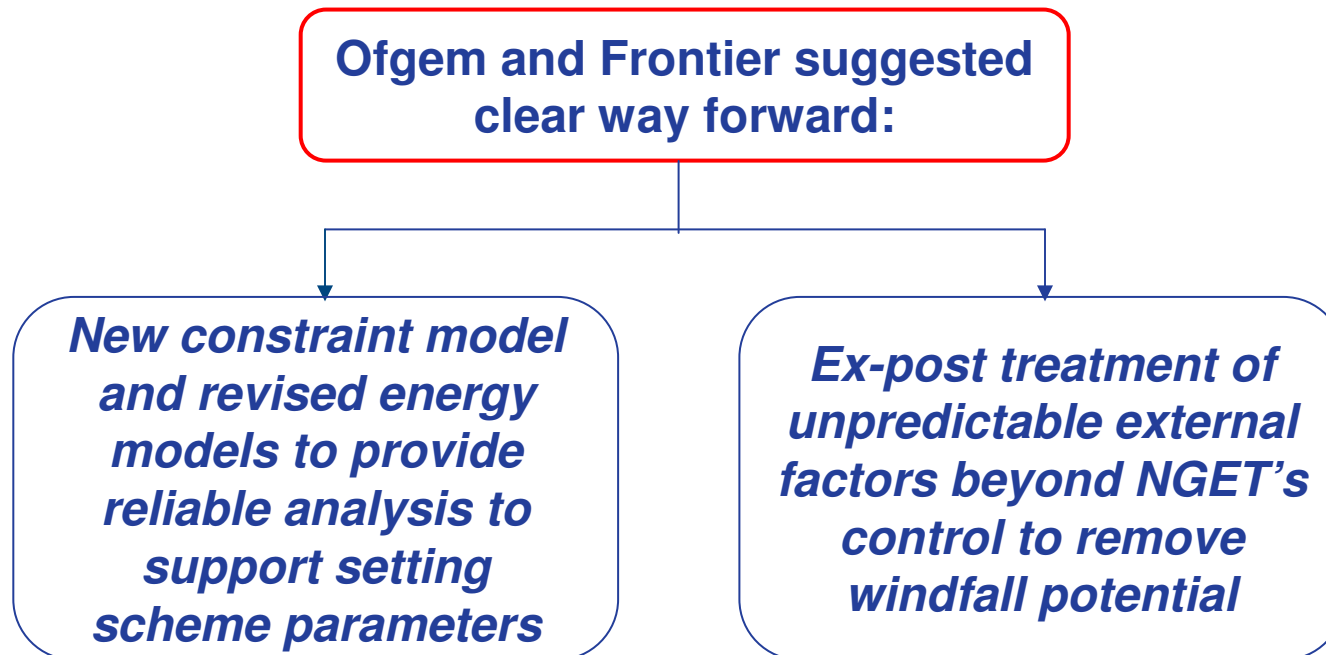 Ofgem and Frontier suggested
clear way forward:
New constraint model
and revised energy
models to provide
reliable analysis to
support setting
scheme parameters
Ex-post treatment of
unpredictable external
factors beyond NGET’s
control to remove
windfall potential